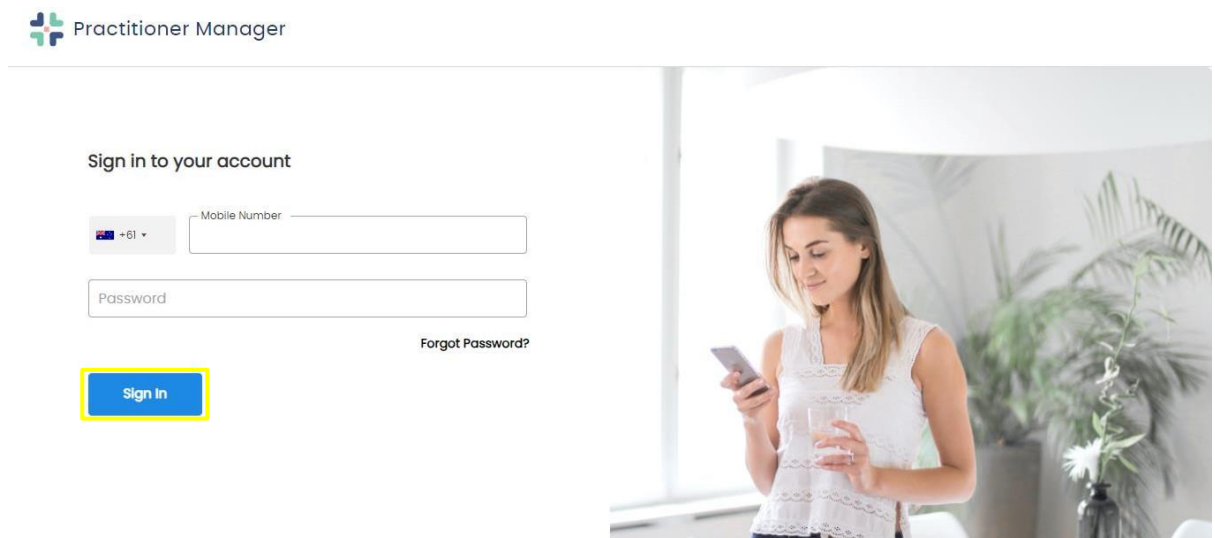 Practitioner Manager
Sign in to your account
Mobile Number
+61
Password
Forgot Password?
Sign In